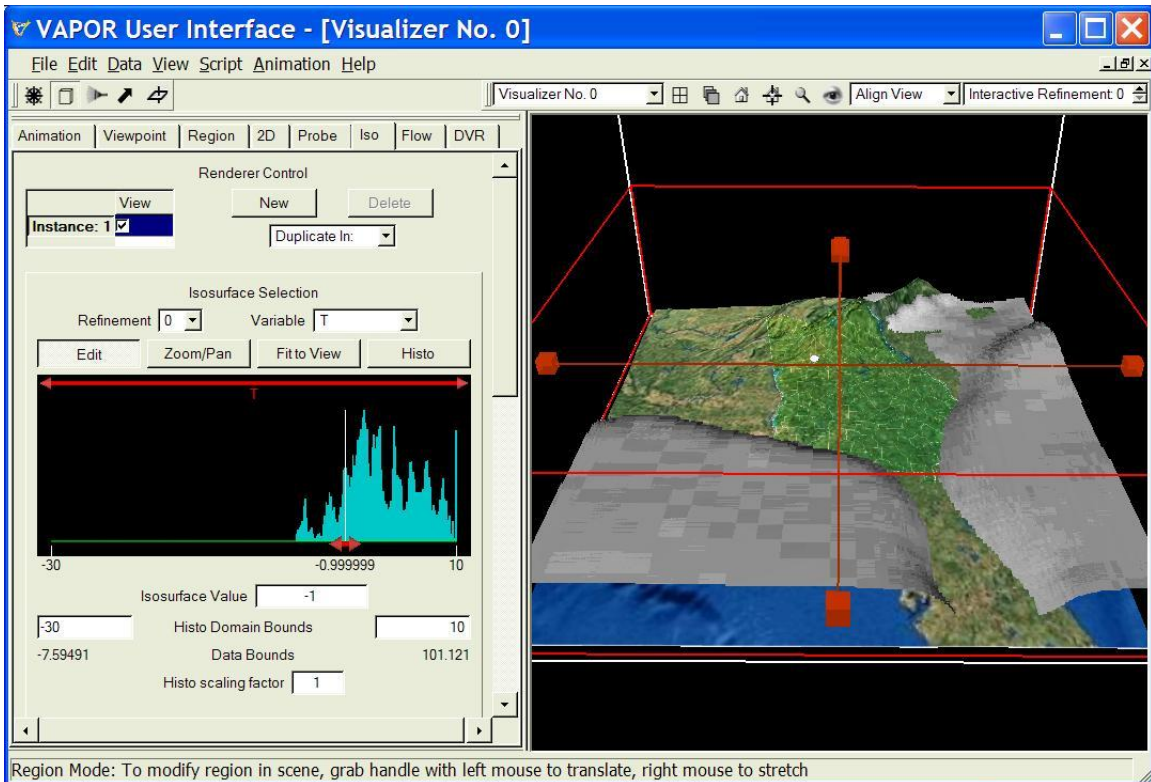 VAPOR User Interface - [Visualizer No. 0]
File Edit Data View Script Animation Help
Visualizer No. 0 Align View Interactive Refinement: 0
Animation Viewpoint Region 2D Probe Iso Flow DVR
Renderer Control
View New Delete
Instance: 1
Duplicate In:
Isosurface Selection
Refinement 0 Variable T
Edit Zoom/Pan Fit to View Histo
T
-30 -0.999999 10
Isosurface Value -1
-30 Histo Domain Bounds 10
-7.59491 Data Bounds 101.121
Histo scaling factor 1
Region Mode: To modify region in scene, grab handle with left mouse to translate, right mouse to stretch